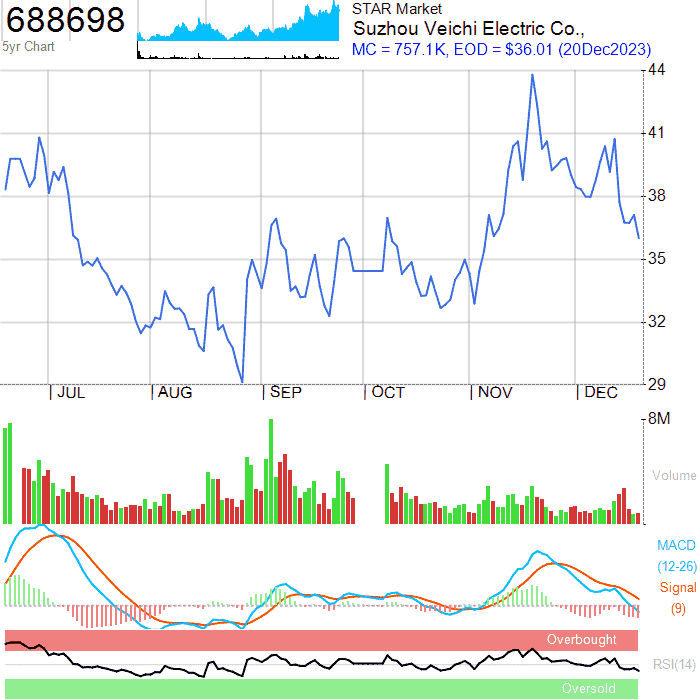 688698
5yr Chart
STAR Market
Suzhou Veichi Electric Co.,
MC = 757.1K, EOD = $36.01 (20Dec2023)
44
41
38
35
32
29
JUL
AUG
SEP
OCT
NOV
DEC
8M
Volume
MACD
(12-26)
Signal
(9)
Overbought
RSI(14)
Oversold